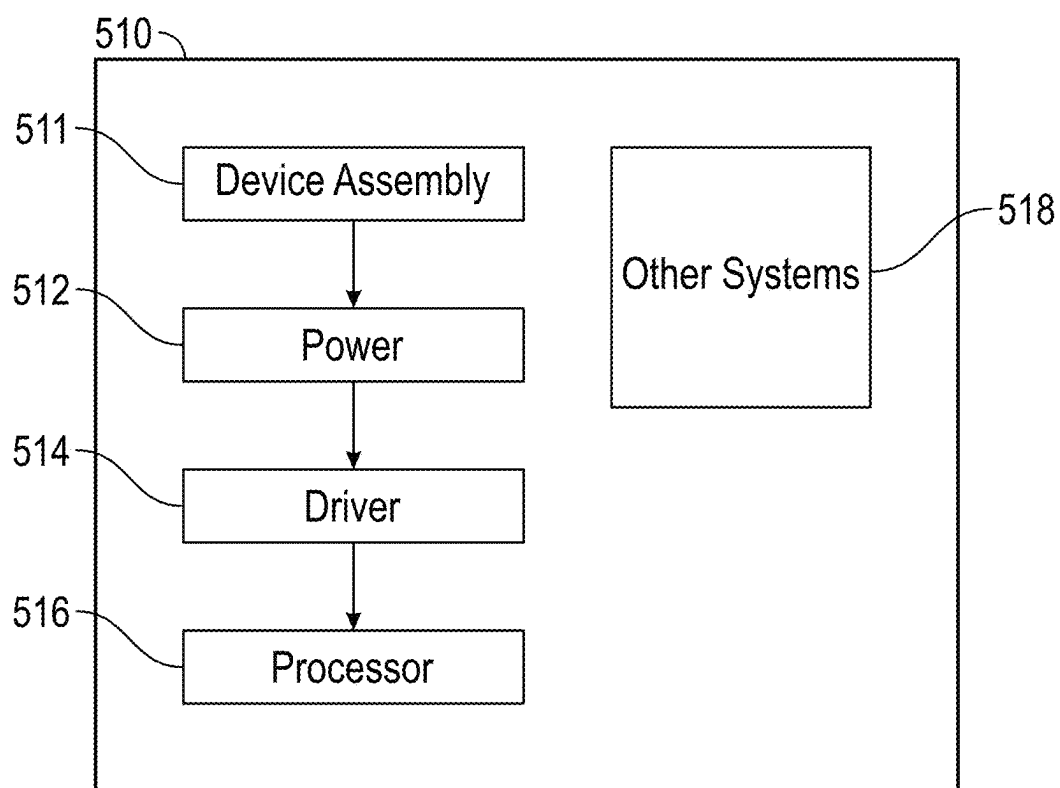 510
511
Device Assembly
518
Other Systems
512
Power
514
Driver
516
Processor